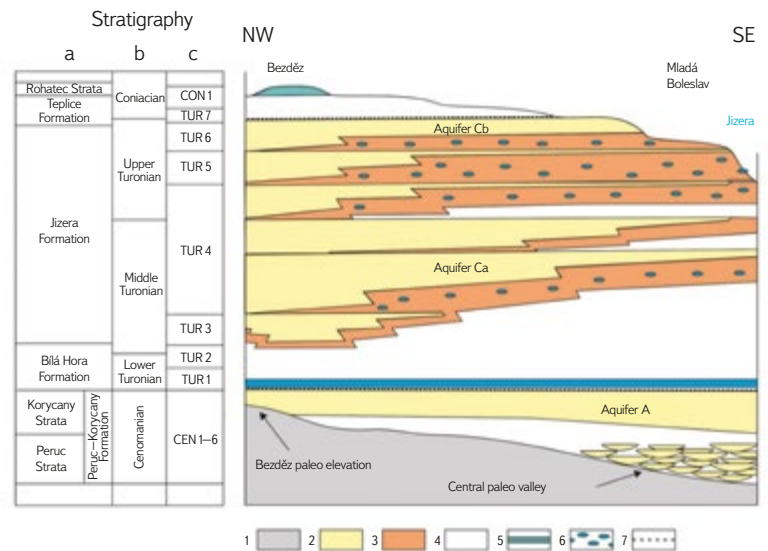 Stratigraphy
a
b
c
NW
SE
Bezděz
Mladá
Boleslav
Jizera
Rohatec Strata
Teplice
Formation
Jizera
Formation
Bílá Hora
Formation
Korycany
Strata
Peruc
Strata
Peruc–Korycany
Formation
Coniacian
Upper
Turonian
Middle
Turonian
Lower
Turonian
Cenomanian
CON 1
TUR 7
TUR 6
TUR 5
TUR 4
TUR 3
TUR 2
TUR 1
CEN 1–6
Aquifer Cb
Aquifer Ca
Aquifer A
Bezděz paleo elevation
Central paleo valley
1
2
3
4
5
6
7